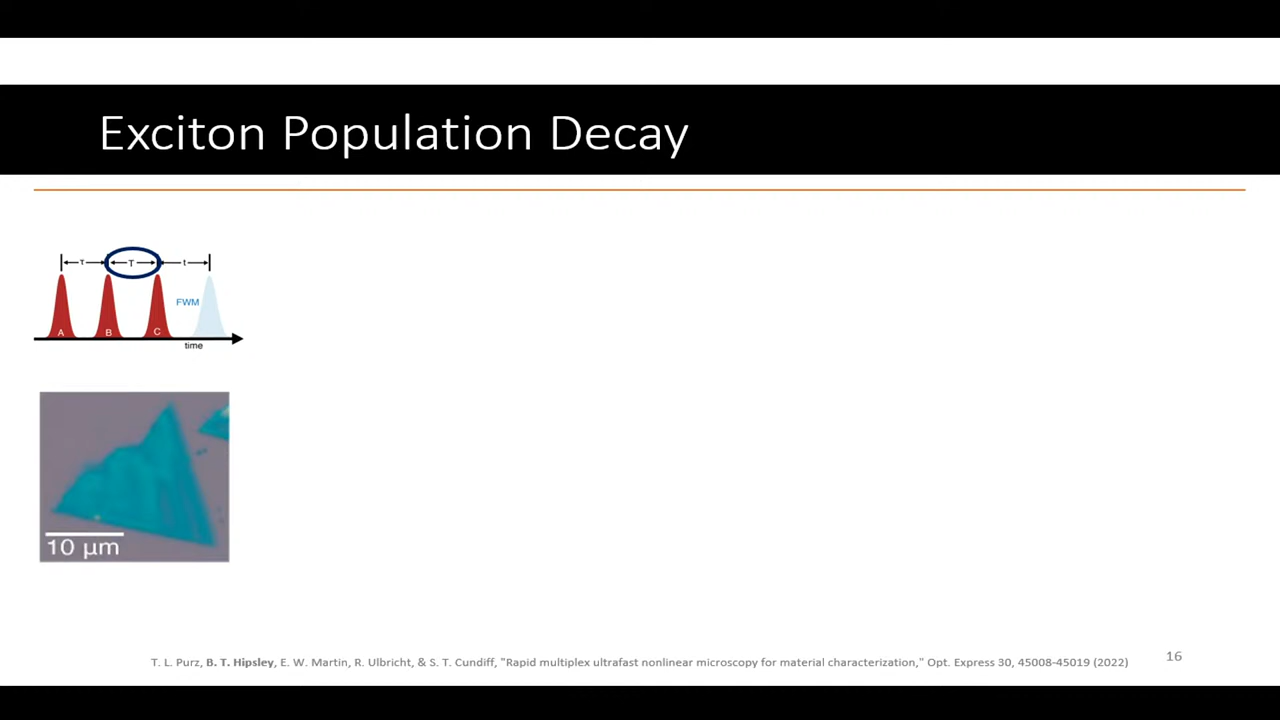 Exciton Population Decay
τ T t
FWM
A B C
time
10 µm
T. L. Purz, B. T. Hipsley, E. W. Martin, R. Ulbricht, & S. T. Cundiff, "Rapid multiplex ultrafast nonlinear microscopy for material characterization," Opt. Express 30, 45008-45019 (2022)
16